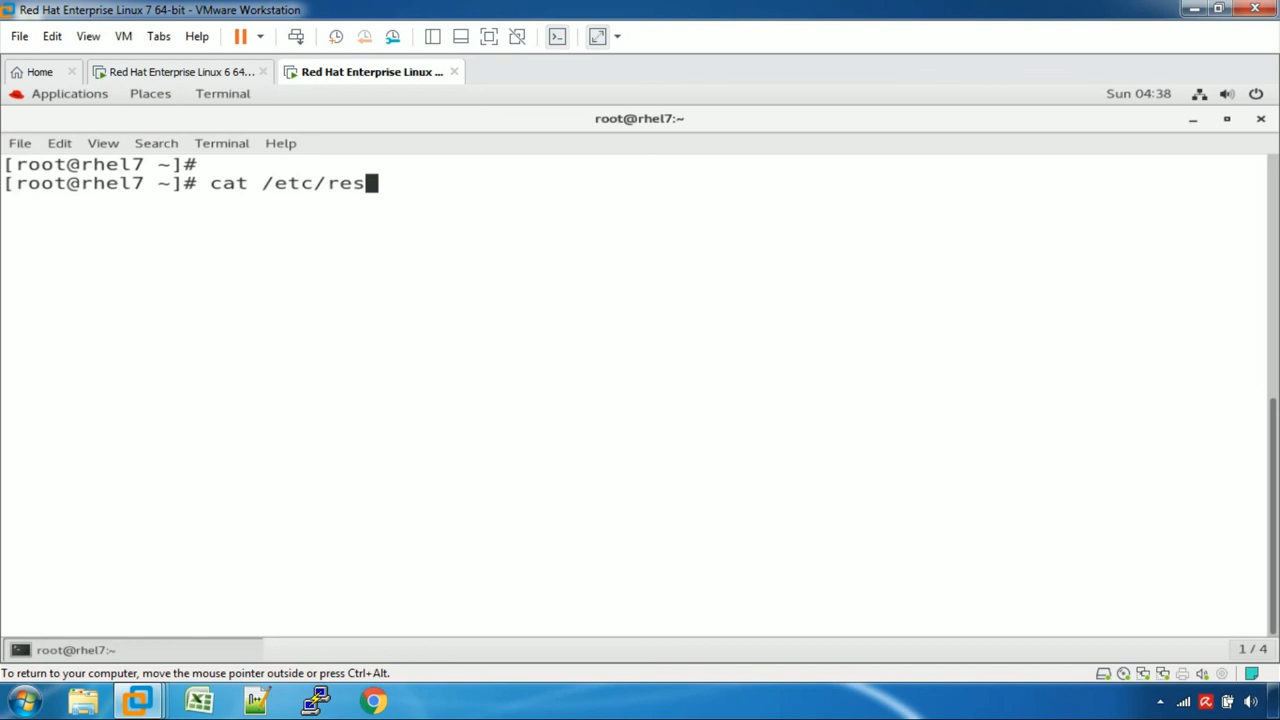 Red Hat Enterprise Linux 7 64-bit - VMware Workstation
File Edit View VM Tabs Help
Home Red Hat Enterprise Linux 6 64... Red Hat Enterprise Linux ...
Applications Places Terminal Sun 04:38
root@rhel7:~
File Edit View Search Terminal Help
[root@rhel7 ~]#
[root@rhel7 ~]# cat /etc/res
root@rhel7:~ 1 / 4
To return to your computer, move the mouse pointer outside or press Ctrl+Alt.